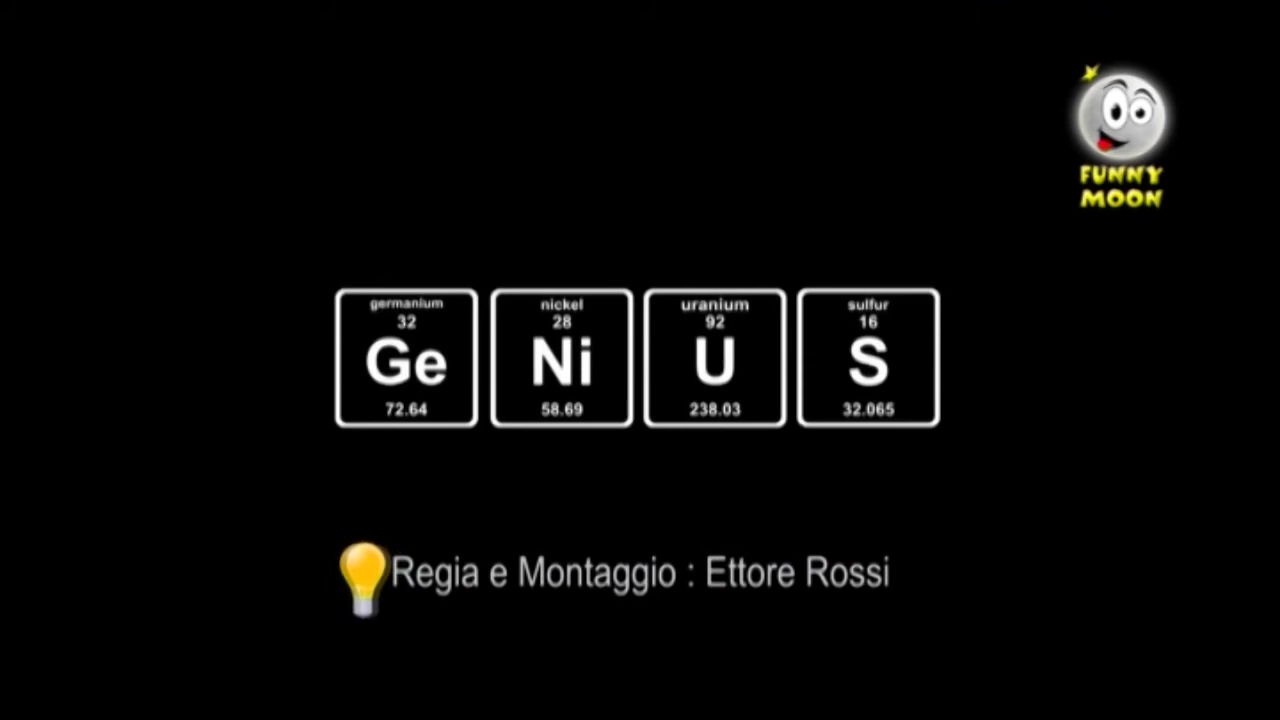 FUNNY
MOON
germanium nickel uranium sulfur
32 28 92 16
Ge Ni U S
72.64 58.69 238.03 32.065
Regia e Montaggio : Ettore Rossi